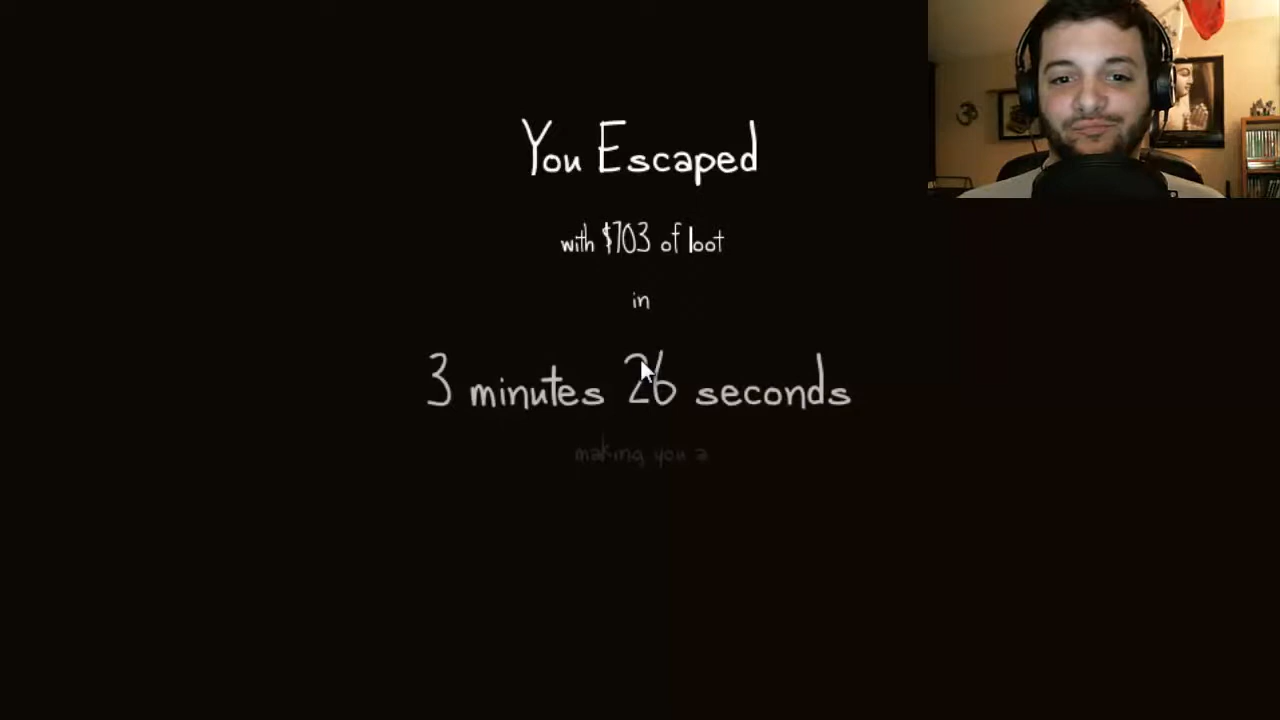 You Escaped
with $703 of loot
in
3 minutes 26 seconds
making you a